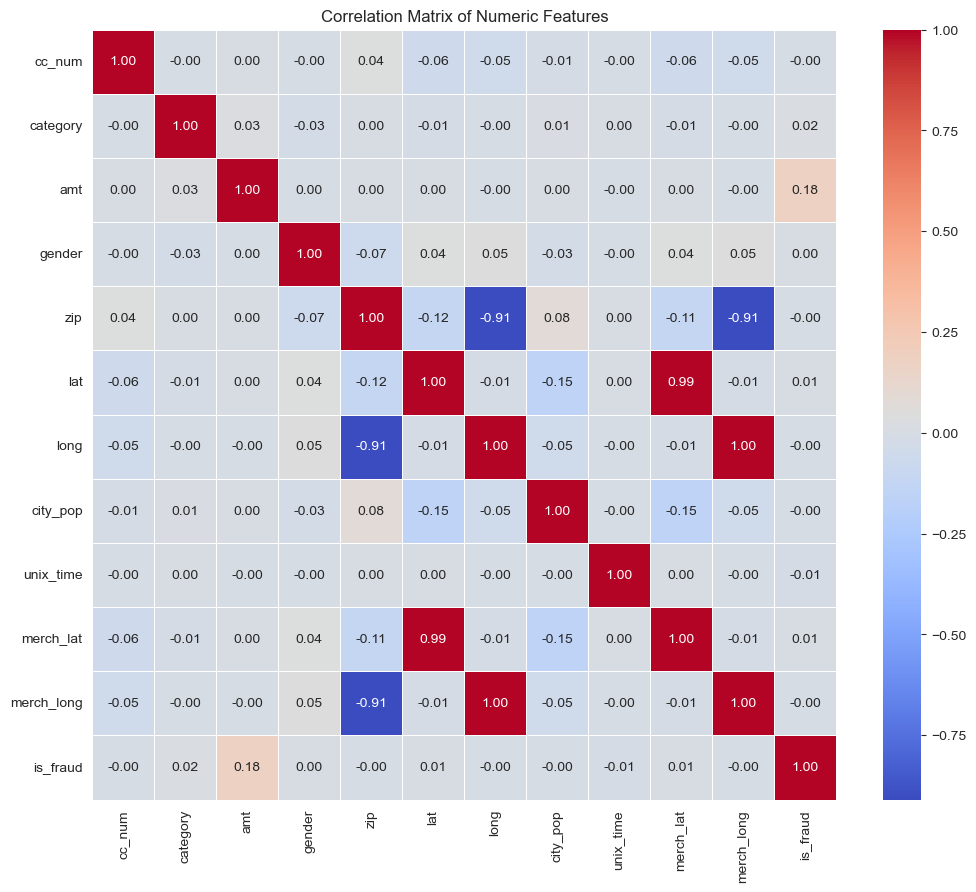 Correlation Matrix of Numeric Features
cc_num 1.00 -0.00 0.00 -0.00 0.04 -0.06 -0.05 -0.01 -0.00 -0.06 -0.05 -0.00
category -0.00 1.00 0.03 -0.03 0.00 -0.01 -0.00 0.01 0.00 -0.01 -0.00 0.02
amt 0.00 0.03 1.00 0.00 0.00 0.00 -0.00 0.00 -0.00 0.00 -0.00 0.18
gender -0.00 -0.03 0.00 1.00 -0.07 0.04 0.05 -0.03 -0.00 0.04 0.05 0.00
zip 0.04 0.00 0.00 -0.07 1.00 -0.12 -0.91 0.08 0.00 -0.11 -0.91 -0.00
lat -0.06 -0.01 0.00 0.04 -0.12 1.00 -0.01 -0.15 0.00 0.99 -0.01 0.01
long -0.05 -0.00 -0.00 0.05 -0.91 -0.01 1.00 -0.05 -0.00 -0.01 1.00 -0.00
city_pop -0.01 0.01 0.00 -0.03 0.08 -0.15 -0.05 1.00 -0.00 -0.15 -0.05 -0.00
unix_time -0.00 0.00 -0.00 -0.00 0.00 0.00 -0.00 -0.00 1.00 0.00 -0.00 -0.01
merch_lat -0.06 -0.01 0.00 0.04 -0.11 0.99 -0.01 -0.15 0.00 1.00 -0.01 0.01
merch_long -0.05 -0.00 -0.00 0.05 -0.91 -0.01 1.00 -0.05 -0.00 -0.01 1.00 -0.00
is_fraud -0.00 0.02 0.18 0.00 -0.00 0.01 -0.00 -0.00 -0.01 0.01 -0.00 1.00
cc_num category amt gender zip lat long city_pop unix_time merch_lat merch_long is_fraud
1.00
0.75
0.50
0.25
0.00
−0.25
−0.50
−0.75